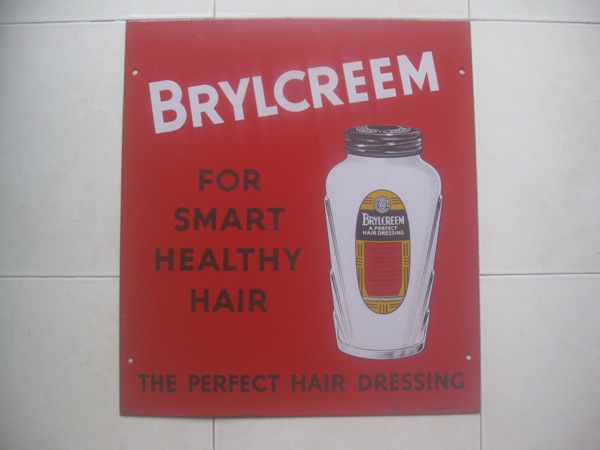 BRYLCREEM
FOR
SMART
HEALTHY
HAIR
BRYLCREEM
A PERFECT
HAIR DRESSING
THE PERFECT HAIR DRESSING